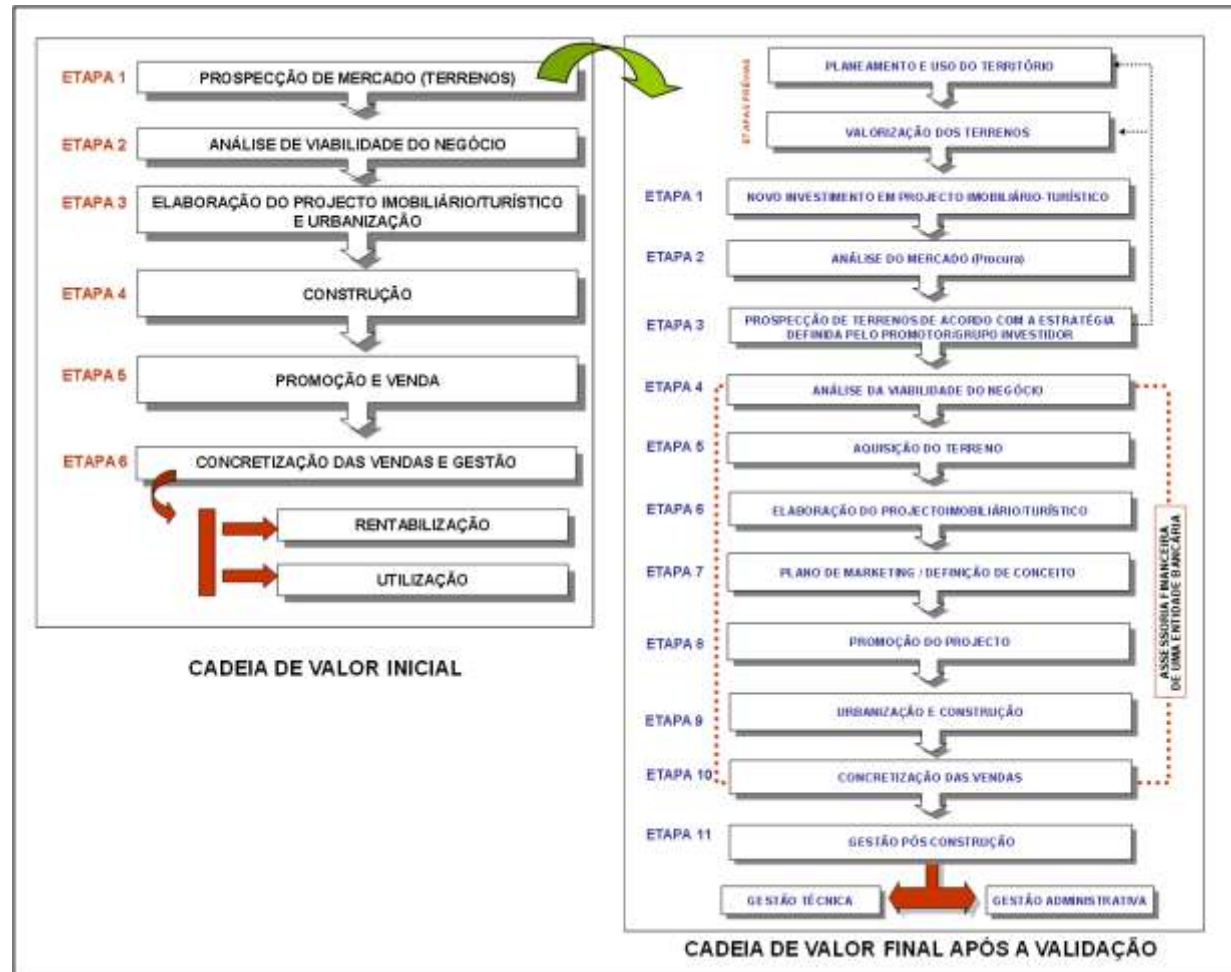 ETAPA 1
PROSPECÇÃO DE MERCADO (TERRENOS)
ETAPA 2
ANÁLISE DE VIABILIDADE DO NEGÓCIO
ETAPA 3
ELABORAÇÃO DO PROJECTO IMOBILIÁRIO/TURÍSTICO
E URBANIZAÇÃO
ETAPA 4
CONSTRUÇÃO
ETAPA 5
PROMOÇÃO E VENDA
ETAPA 6
CONCRETIZAÇÃO DAS VENDAS E GESTÃO
RENTABILIZAÇÃO
UTILIZAÇÃO
CADEIA DE VALOR INICIAL
ETAPAS PRÉVIAS
PLANEAMENTO E USO DO TERRITÓRIO
VALORIZAÇÃO DOS TERRENOS
ETAPA 1
NOVO INVESTIMENTO EM PROJECTO IMOBILIÁRIO-TURÍSTICO
ETAPA 2
ANÁLISE DO MERCADO (Procura)
ETAPA 3
PROSPECÇÃO DE TERRENOS DE ACORDO COM A ESTRATÉGIA
DEFINIDA PELO PROMOTOR/GRUPO INVESTIDOR
ETAPA 4
ANÁLISE DA VIABILIDADE DO NEGÓCIO
ETAPA 5
AQUISIÇÃO DO TERRENO
ETAPA 6
ELABORAÇÃO DO PROJECTOIMOBILIÁRIO/TURÍSTICO
ETAPA 7
PLANO DE MARKETING / DEFINIÇÃO DE CONCEITO
ETAPA 8
PROMOÇÃO DO PROJECTO
ETAPA 9
URBANIZAÇÃO E CONSTRUÇÃO
ETAPA 10
CONCRETIZAÇÃO DAS VENDAS
ETAPA 11
GESTÃO PÓS CONSTRUÇÃO
GESTÃO TÉCNICA
GESTÃO ADMINISTRATIVA
ASSESSORIA FINANCEIRA
DE UMA ENTIDADE BANCÁRIA
CADEIA DE VALOR FINAL APÓS A VALIDAÇÃO